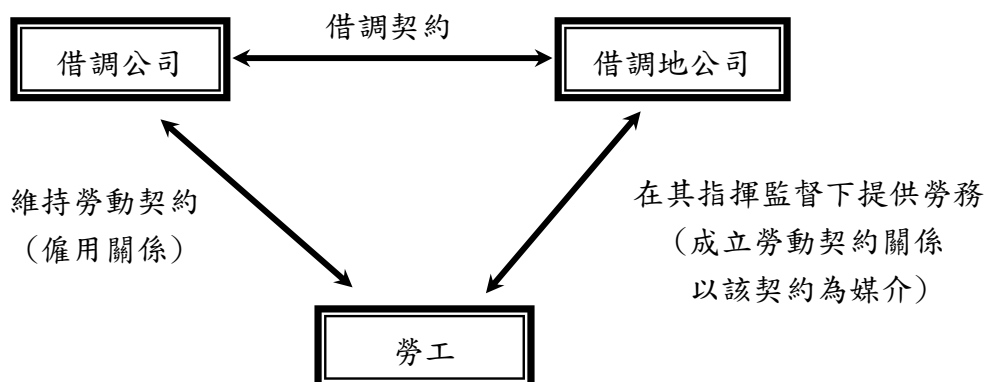 借調契約
借調公司
借調地公司
維持勞動契約
（僱用關係）
在其指揮監督下提供勞務
（成立勞動契約關係
以該契約為媒介）
勞工